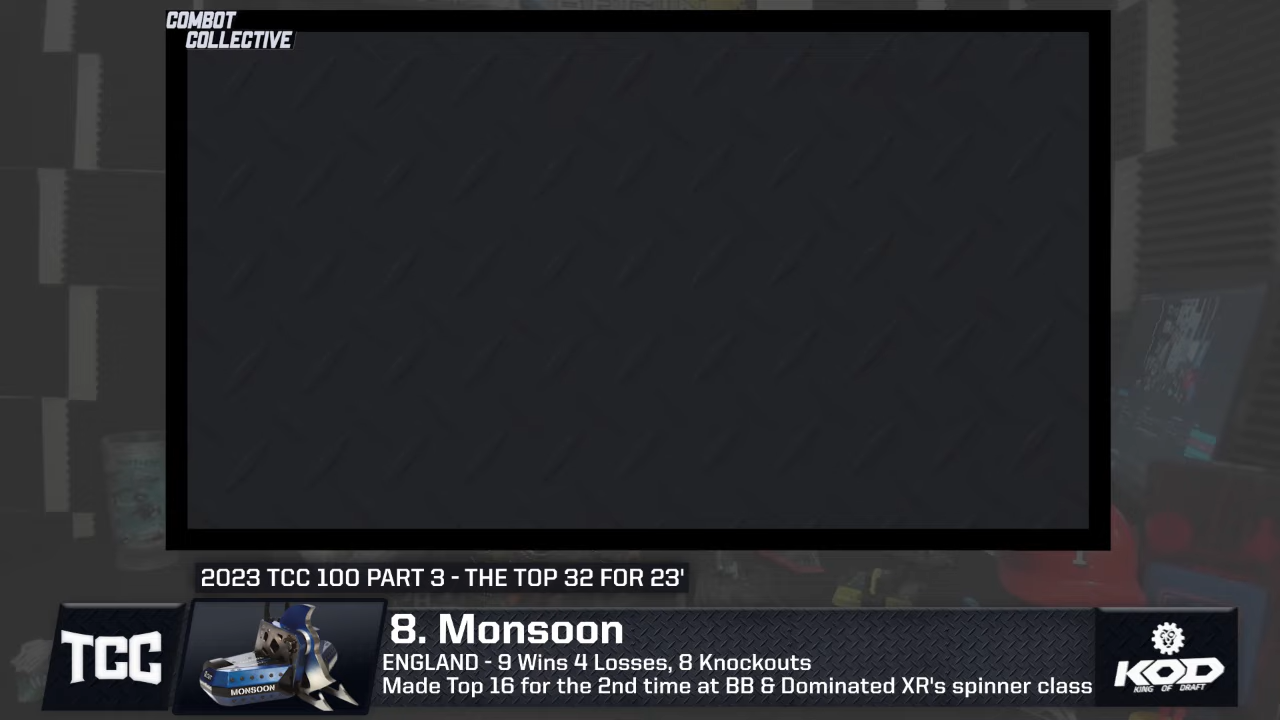 COMBOT
COLLECTIVE
2023 TCC 100 PART 3 - THE TOP 32 FOR 23'
TCC
MONSOON
8. Monsoon
ENGLAND - 9 Wins 4 Losses, 8 Knockouts
Made Top 16 for the 2nd time at BB & Dominated XR's spinner class
KOD
KING OF DRAFT